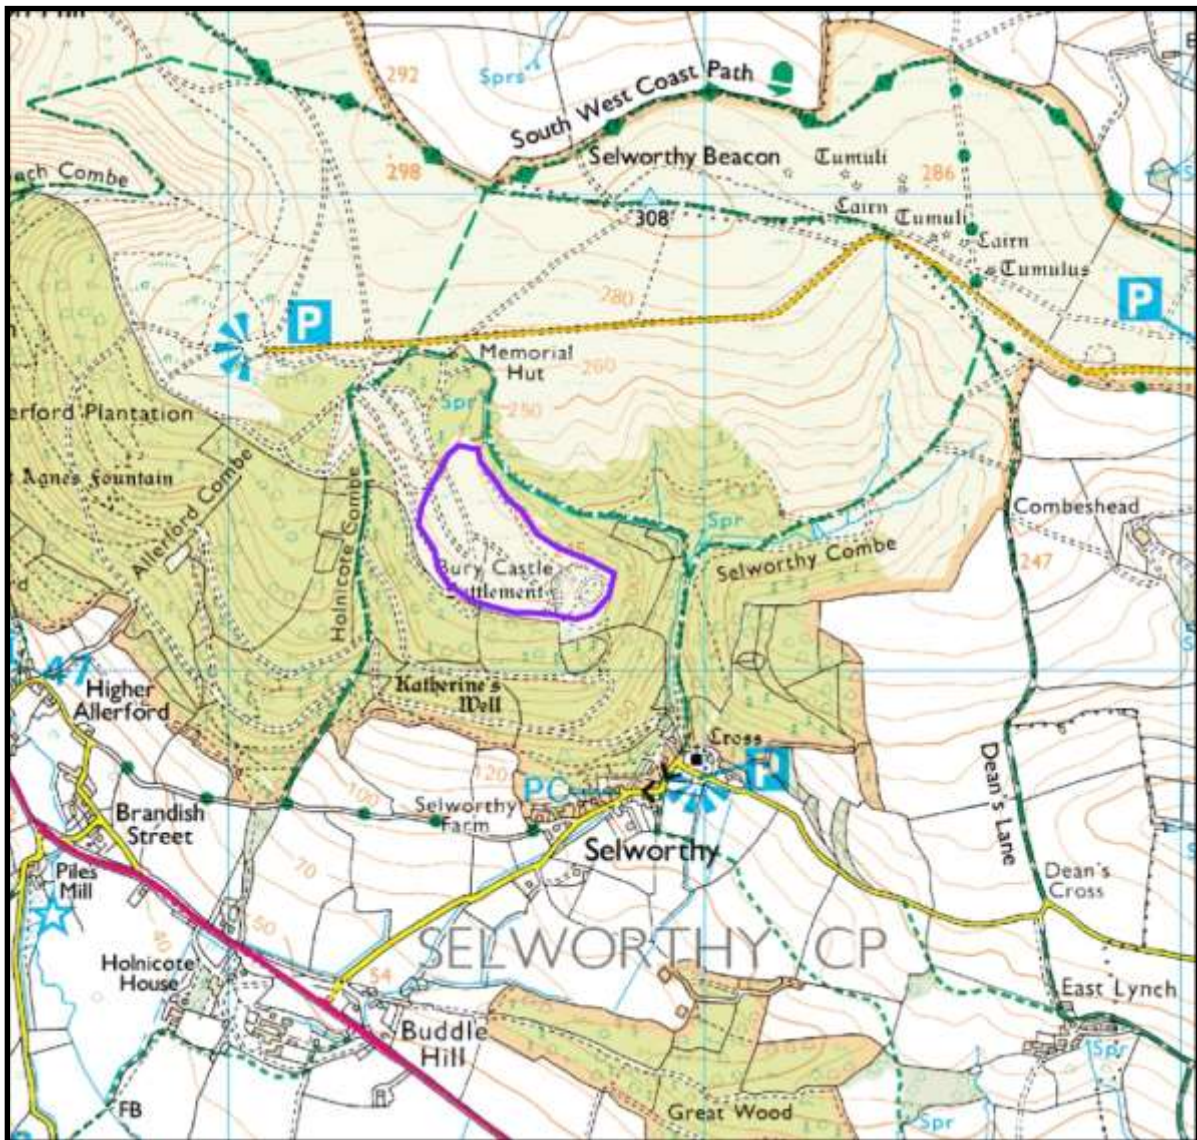 292
Sprs
South West Coast Path
298
Selworthy Beacon
Tumuli
286
Combe
308
Cairn
Tumuli
Cairn
Tumulus
280
P
P
Memorial
Hut
260
Spr
250
Plantation
Agnes Fountain
Allerford Combe
Holnicote Combe
Combeshead
Spr
Selworthy Combe
247
Bury Castle
Settlement
Higher
Allerford
Katherine's
Well
Cross
P
120
PC
100
Selworthy
Farm
Brandish
Street
Selworthy
Dean's Lane
70
Piles
Mill
Dean's
Cross
50
40
SELWORTHY CP
Holnicote
House
54
East Lynch
Buddle
Hill
Spr
FB
Great Wood
Spr